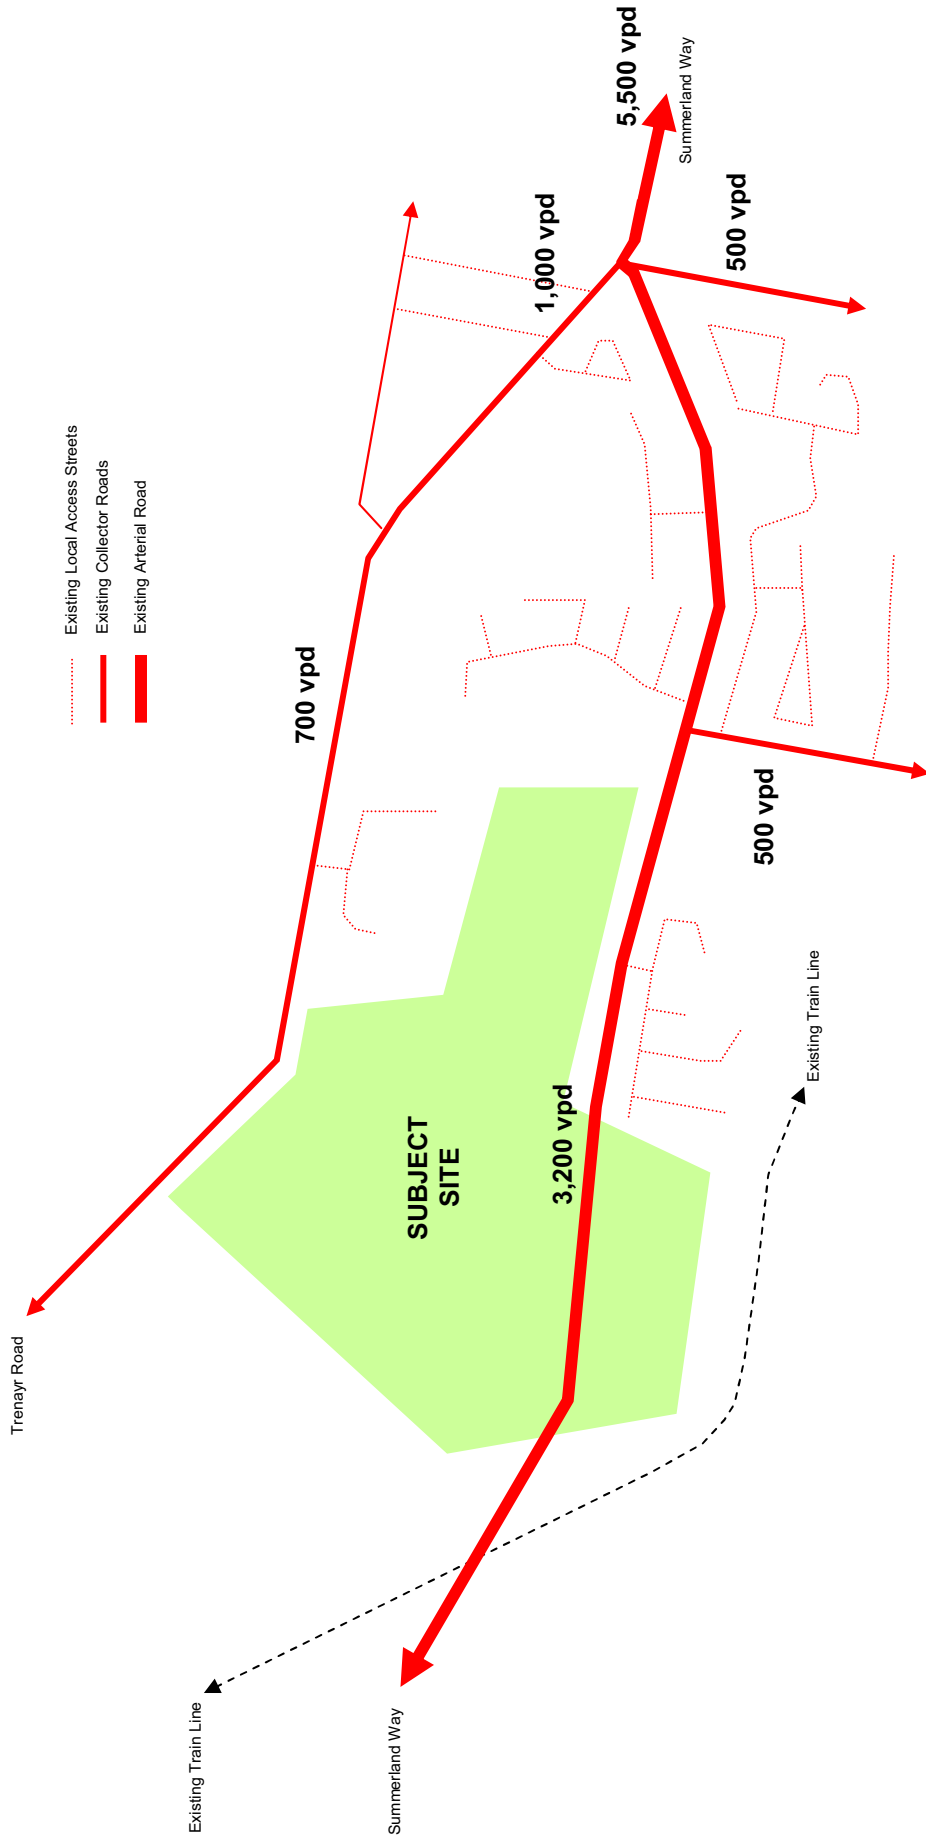 Existing Local Access Streets
Existing Collector Roads
Existing Arterial Road
Trenayr Road
700 vpd
1,000 vpd
5,500 vpd
Summerland Way
500 vpd
SUBJECT
SITE
3,200 vpd
500 vpd
Existing Train Line
Existing Train Line
Summerland Way